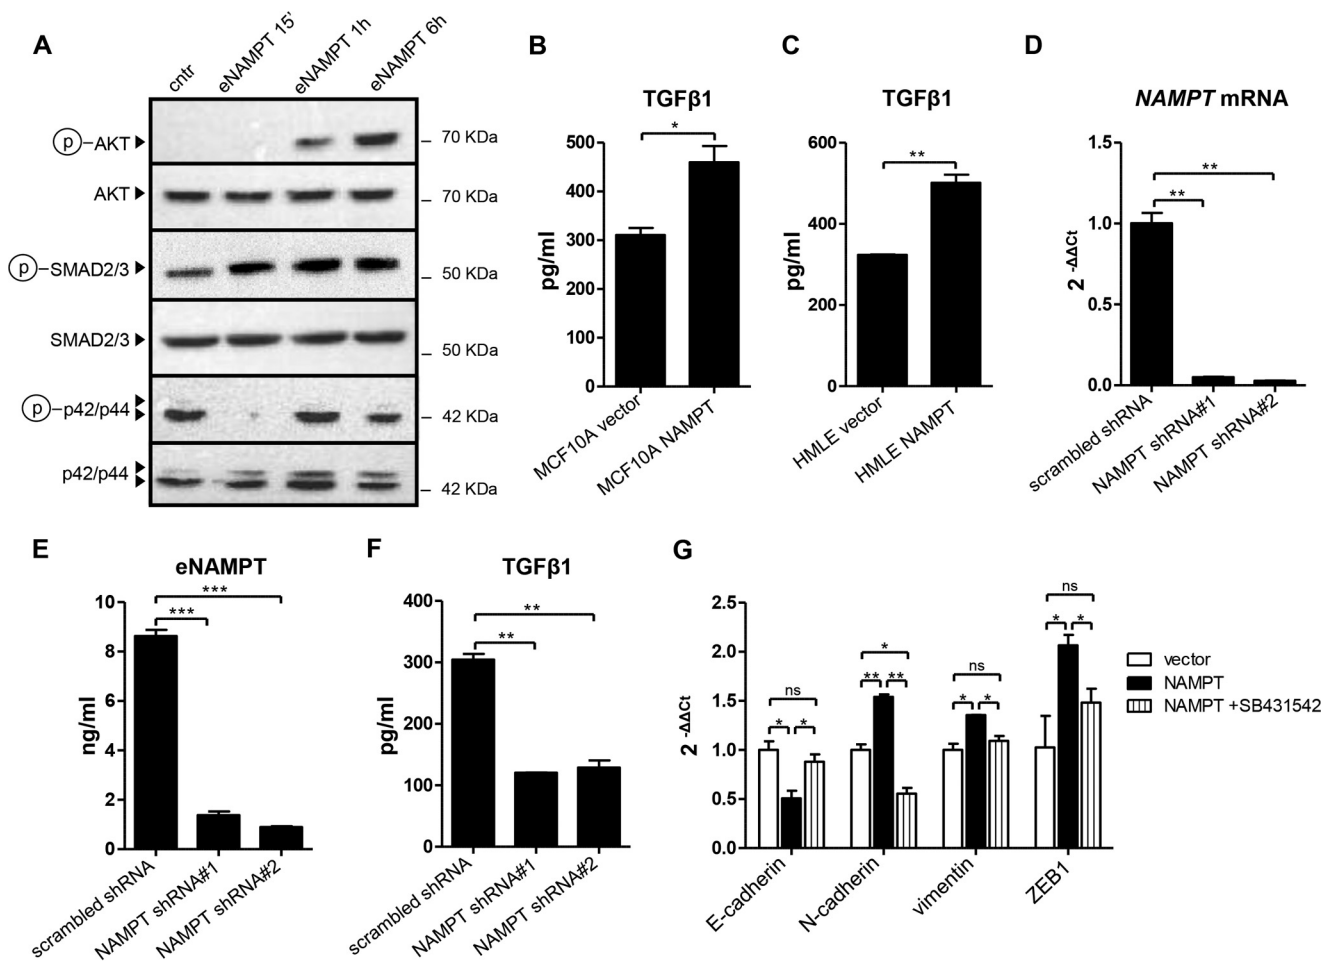 A
cntr
eNAMPT 15'
eNAMPT 1h
eNAMPT 6h
p -AKT
70 KDa
AKT
70 KDa
p -SMAD2/3
50 KDa
SMAD2/3
50 KDa
p -p42/p44
42 KDa
p42/p44
42 KDa
B
TGFβ1
*
pg/ml
500
400
300
200
100
0
MCF10A vector
MCF10A NAMPT
C
TGFβ1
**
pg/ml
600
400
200
0
HMLE vector
HMLE NAMPT
D
NAMPT mRNA
**
**
2 -ΔΔCt
1.5
1.0
0.5
0.0
scrambled shRNA
NAMPT shRNA#1
NAMPT shRNA#2
E
eNAMPT
***
***
ng/ml
10
8
6
4
2
0
scrambled shRNA
NAMPT shRNA#1
NAMPT shRNA#2
F
TGFβ1
**
**
pg/ml
400
300
200
100
0
scrambled shRNA
NAMPT shRNA#1
NAMPT shRNA#2
G
2 -ΔΔCt
2.5
2.0
1.5
1.0
0.5
0.0
ns
* *
*
** **
ns
* *
ns
* *
E-cadherin
N-cadherin
vimentin
ZEB1
vector
NAMPT
NAMPT +SB431542